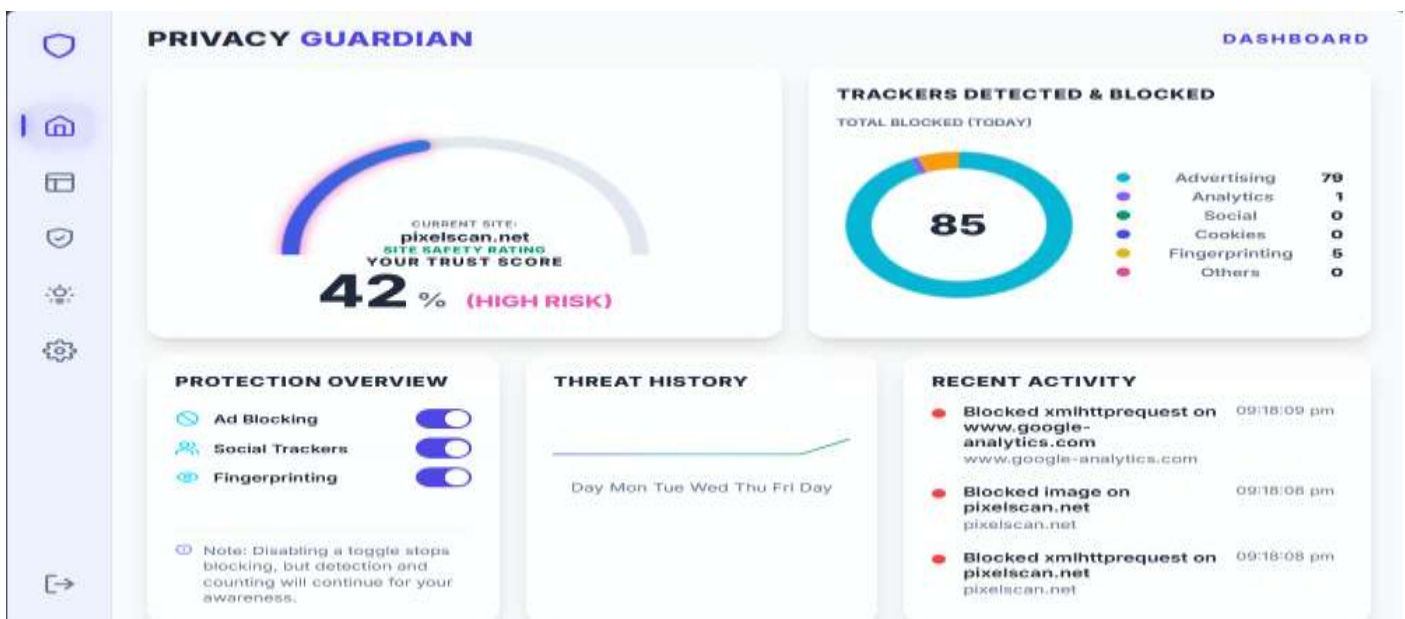 PRIVACY GUARDIAN
DASHBOARD
CURRENT SITE:
pixelscan.net
SITE SAFETY RATING
YOUR TRUST SCORE
42 % (HIGH RISK)
TRACKERS DETECTED & BLOCKED
TOTAL BLOCKED (TODAY)
85
Advertising 79
Analytics 1
Social 0
Cookies 0
Fingerprinting 5
Others 0
PROTECTION OVERVIEW
Ad Blocking
Social Trackers
Fingerprinting
Note: Disabling a toggle stops
blocking, but detection and
counting will continue for your
awareness.
THREAT HISTORY
Day Mon Tue Wed Thu Fri Day
RECENT ACTIVITY
Blocked xmlhttprequest on 09:18:09 pm
www.google-
analytics.com
www.google-analytics.com
Blocked image on 09:18:08 pm
pixelscan.net
pixelscan.net
Blocked xmlhttprequest on 09:18:08 pm
pixelscan.net
pixelscan.net